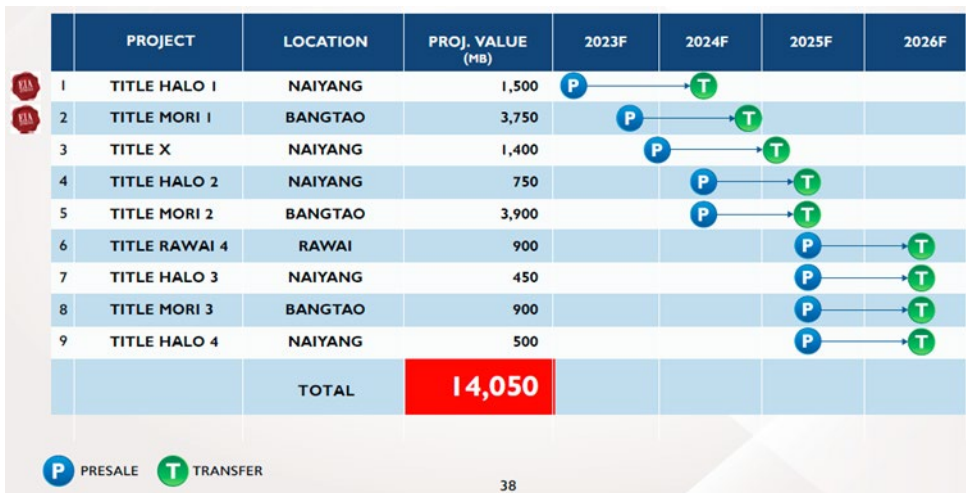 PROJECT LOCATION PROJ. VALUE (MB) 2023F 2024F 2025F 2026F
EIA 1 TITLE HALO 1 NAIYANG 1,500 P T
EIA 2 TITLE MORI 1 BANGTAO 3,750 P T
3 TITLE X NAIYANG 1,400 P T
4 TITLE HALO 2 NAIYANG 750 P T
5 TITLE MORI 2 BANGTAO 3,900 P T
6 TITLE RAWAI 4 RAWAI 900 P T
7 TITLE HALO 3 NAIYANG 450 P T
8 TITLE MORI 3 BANGTAO 900 P T
9 TITLE HALO 4 NAIYANG 500 P T
TOTAL 14,050
P PRESALE T TRANSFER
38